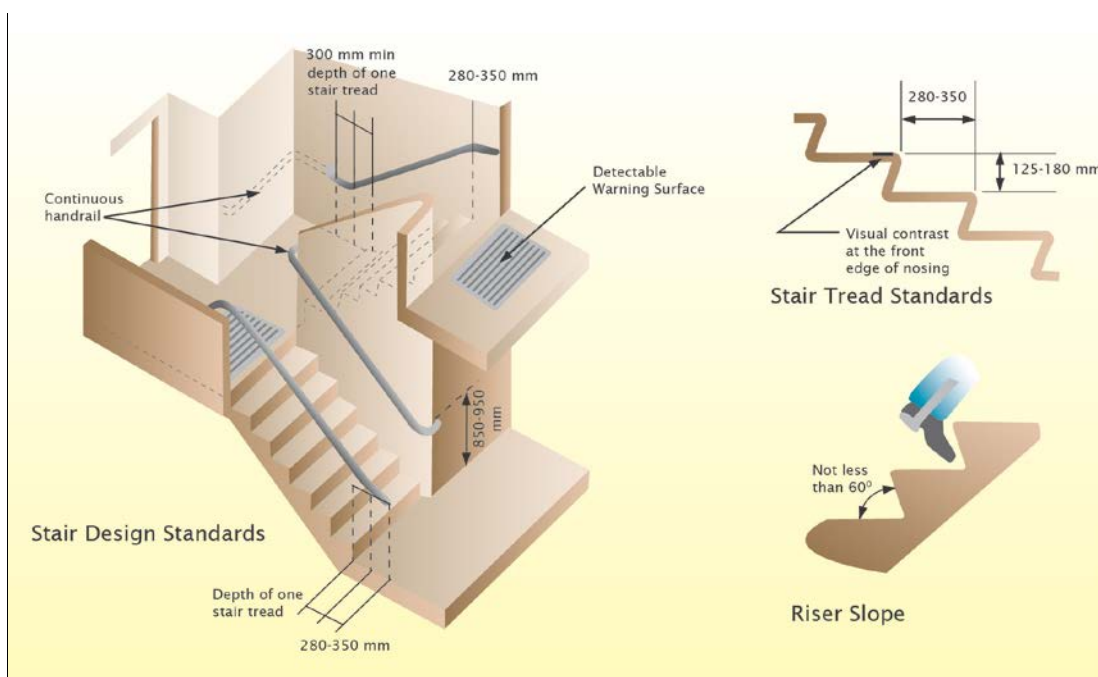 300 mm min
depth of one
stair tread
280-350 mm
Continuous
handrail
Detectable
Warning Surface
850-950
mm
Stair Design Standards
Depth of one
stair tread
280-350 mm
280-350
125-180 mm
Visual contrast
at the front
edge of nosing
Stair Tread Standards
Not less
than 60⁰
Riser Slope